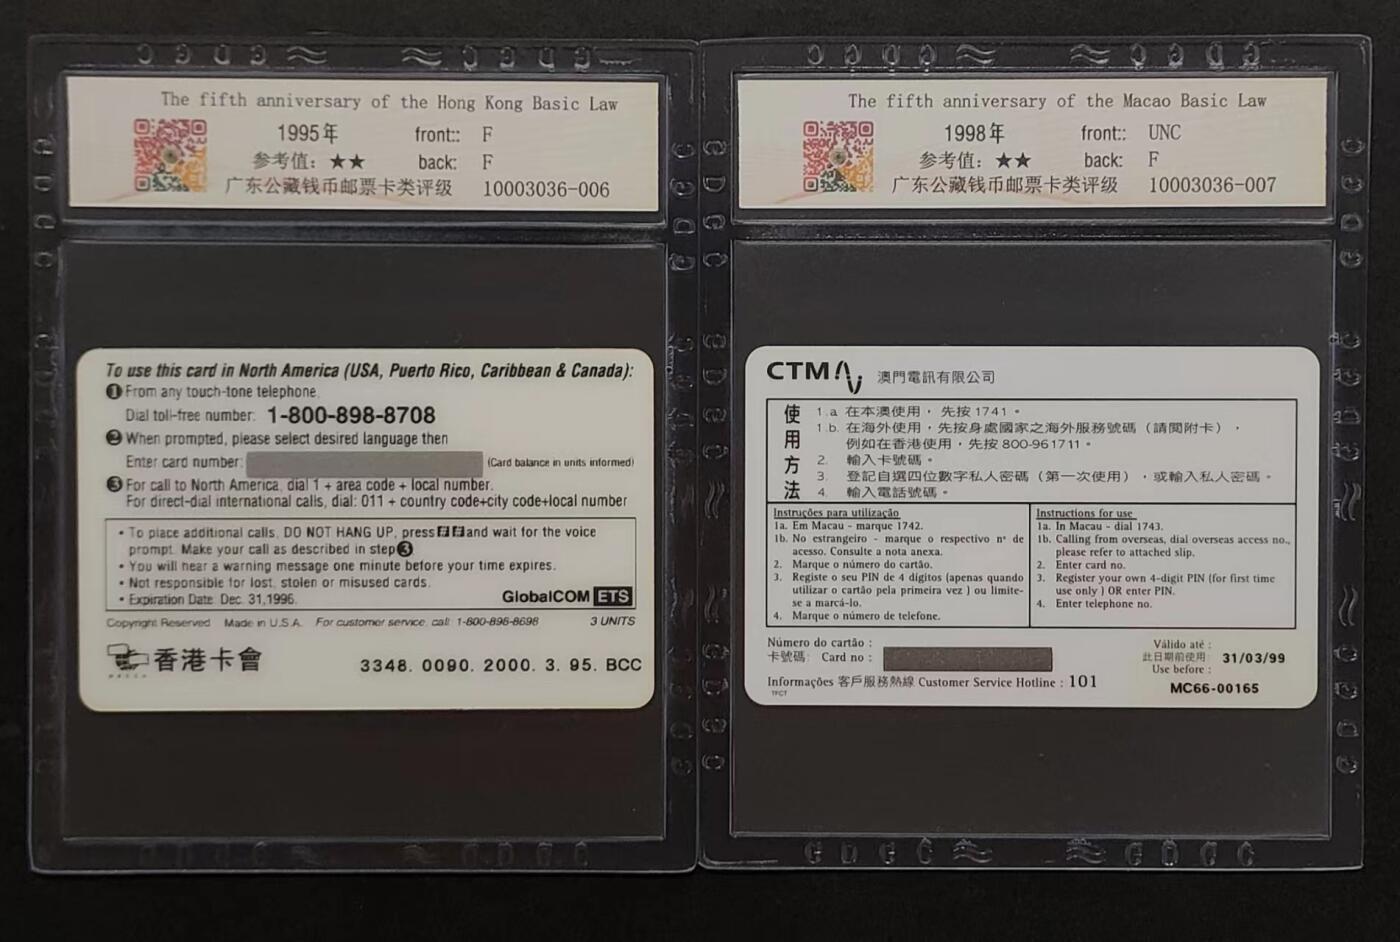 The fifth anniversary of the Hong Kong Basic Law
1995年 front:: F
参考值：★★ back: F
广东公藏钱币邮票卡类评级 10003036-006
To use this card in North America (USA, Puerto Rico, Caribbean & Canada):
❶ From any touch-tone telephone.
Dial toll-free number: 1-800-898-8708
❷ When prompted, please select desired language then
Enter card number: (Card balance in units informed)
❸ For call to North America, dial 1 + area code + local number.
For direct-dial international calls, dial: 011 + country code+city code+local number
• To place additional calls, DO NOT HANG UP, press and wait for the voice
prompt. Make your call as described in step ❸
• You will hear a warning message one minute before your time expires.
• Not responsible for lost, stolen or misused cards.
• Expiration Date: Dec. 31,1996. GlobalCOM ETS
Copyright Reserved Made in U.S.A. For customer service, call: 1-800-898-8698 3 UNITS
香港卡會 3348. 0090. 2000. 3. 95. BCC
The fifth anniversary of the Macao Basic Law
1998年 front:: UNC
参考值：★★ back: F
广东公藏钱币邮票卡类评级 10003036-007
CTM 澳門電訊有限公司
使用方法
1.a 在本澳使用，先按 1741。
1.b. 在海外使用，先按身處國家之海外服務號碼（請閱附卡），
例如在香港使用，先按 800-961711。
2. 輸入卡號碼。
3. 登記自選四位數字私人密碼（第一次使用），或輸入私人密碼。
4. 輸入電話號碼。
Instruções para utilização
1a. Em Macau - marque 1742.
1b. No estrangeiro - marque o respectivo nº de
acesso. Consulte a nota anexa.
2. Marque o número do cartão.
3. Registe o seu PIN de 4 dígitos (apenas quando
utilizar o cartão pela primeira vez ) ou limite-
se a marcá-lo.
4. Marque o número de telefone.
Instructions for use
1a. In Macau - dial 1743.
1b. Calling from overseas, dial overseas access no.,
please refer to attached slip.
2. Enter card no.
3. Register your own 4-digit PIN (for first time
use only ) OR enter PIN.
4. Enter telephone no.
Número do cartão :
卡號碼: Card no :
Válido até :
此日期前使用: 31/03/99
Use before :
Informações 客戶服務熱線 Customer Service Hotline : 101
MC66-00165
TFCT